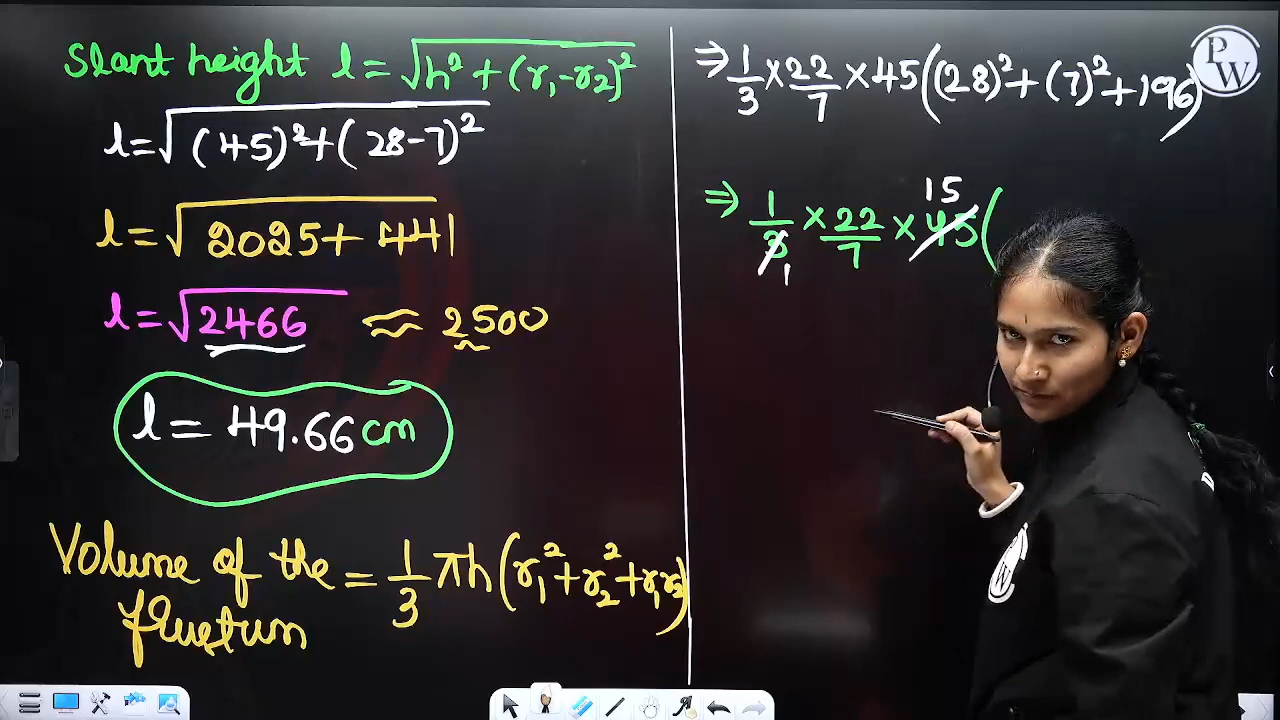 Slant height l = √h² + (r₁ - r₂)²
l = √(45)² + (28 - 7)²
l = √2025 + 441
l = √2466 ≈ 2500
l = 49.66 cm
Volume of the = 1/3 πh (r₁² + r₂² + r₁r₂)
frustum
⇒ 1/3 × 22/7 × 45 ((28)² + (7)² + 196)
15
⇒ 1/3 × 22/7 × 45 (
1
PW